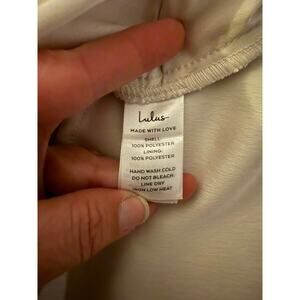 Lulus
MADE WITH LOVE
SHELL:
100% POLYESTER
LINING:
100% POLYESTER
HAND WASH COLD
DO NOT BLEACH.
LINE DRY
IRON LOW HEAT